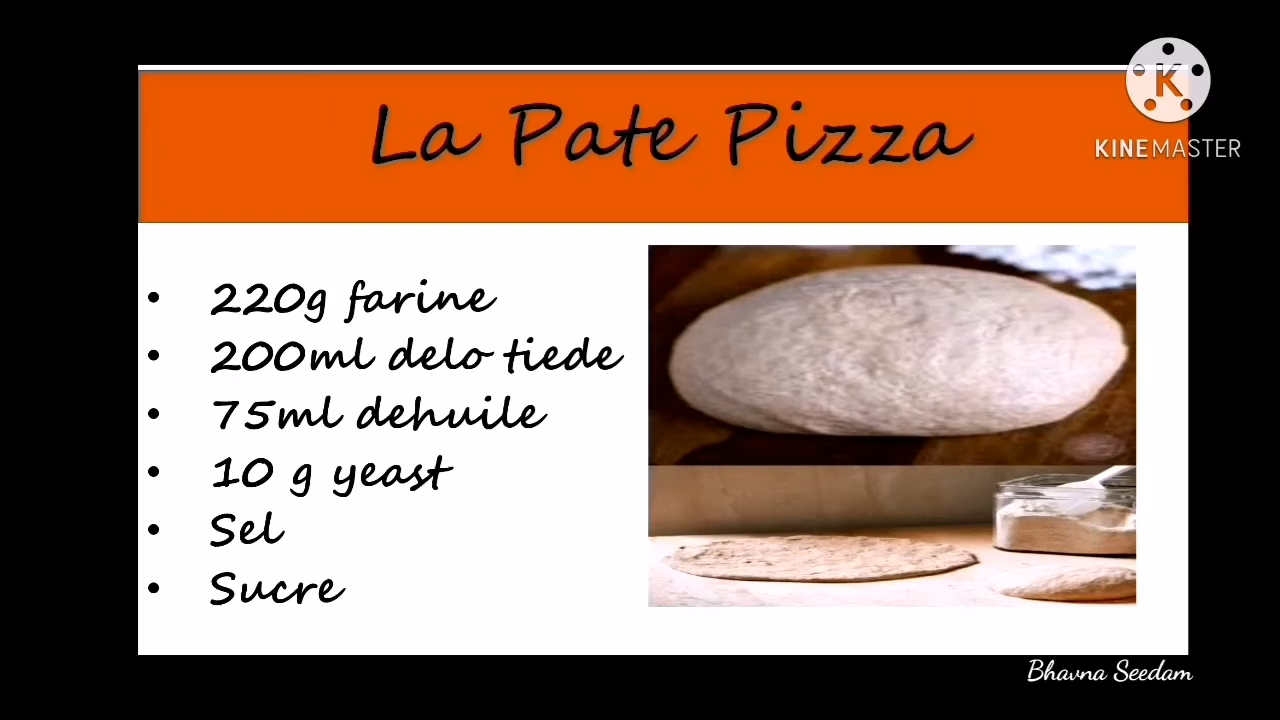 La Pate Pizza
K
KINEMASTER
• 220g farine
• 200ml delo tiede
• 75ml dehuile
• 10 g yeast
• Sel
• Sucre
Bhavna Seedam